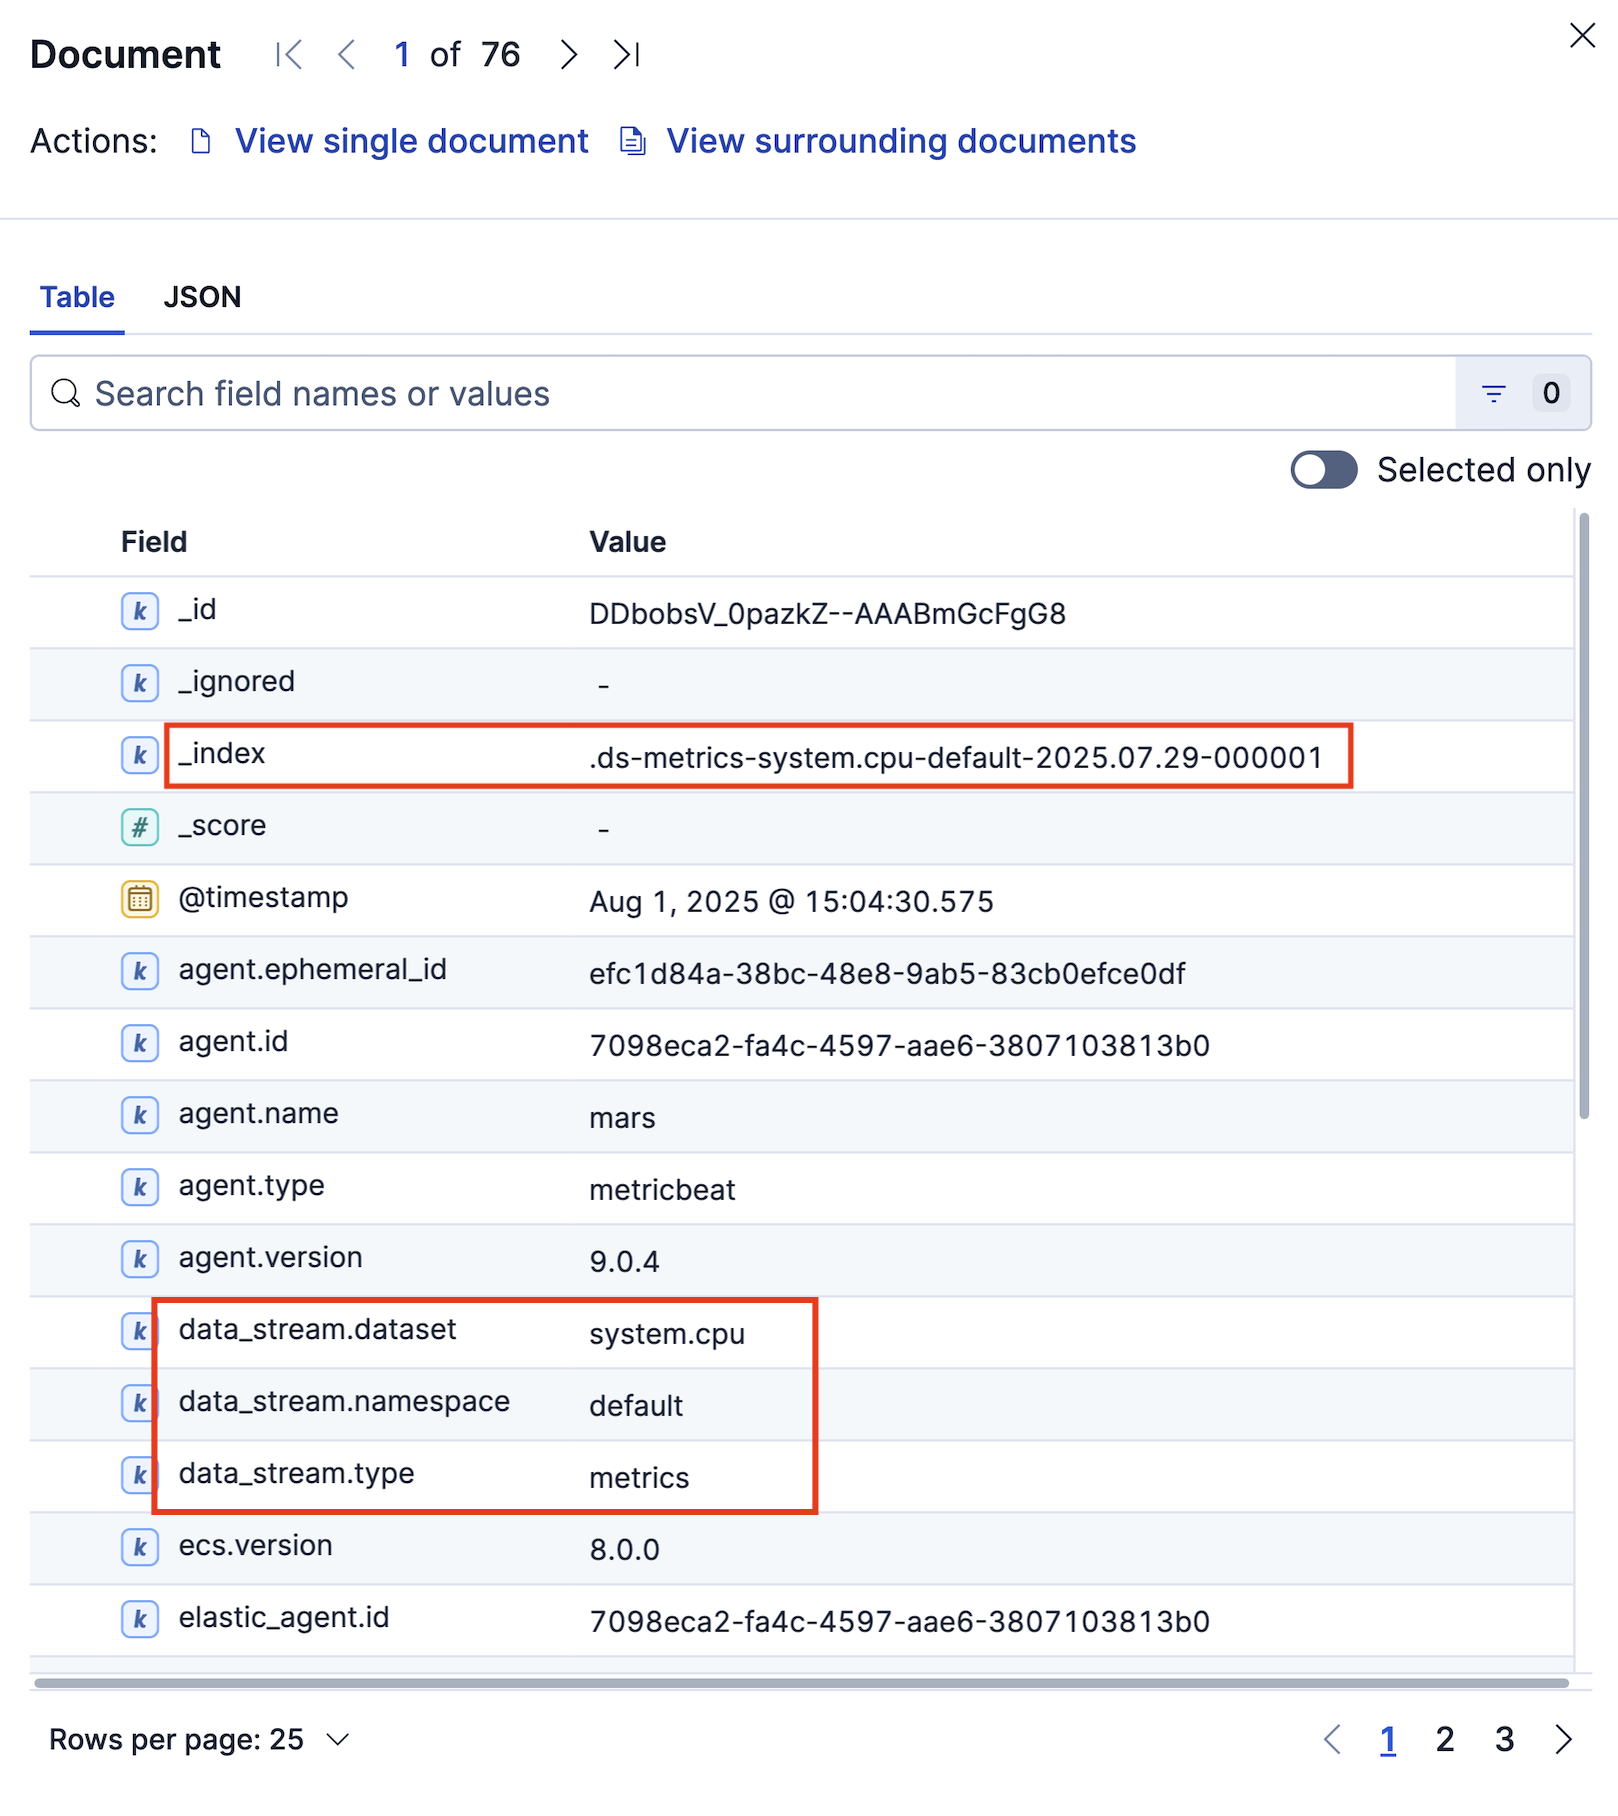 Document 1 of 76
Actions: View single document View surrounding documents
Table JSON
Search field names or values 0
Selected only
Field Value
k _id DDbobsV_0pazkZ--AAABmGcFgG8
k _ignored -
k _index .ds-metrics-system.cpu-default-2025.07.29-000001
# _score -
@timestamp Aug 1, 2025 @ 15:04:30.575
k agent.ephemeral_id efc1d84a-38bc-48e8-9ab5-83cb0efce0df
k agent.id 7098eca2-fa4c-4597-aae6-3807103813b0
k agent.name mars
k agent.type metricbeat
k agent.version 9.0.4
k data_stream.dataset system.cpu
k data_stream.namespace default
k data_stream.type metrics
k ecs.version 8.0.0
k elastic_agent.id 7098eca2-fa4c-4597-aae6-3807103813b0
Rows per page: 25 1 2 3